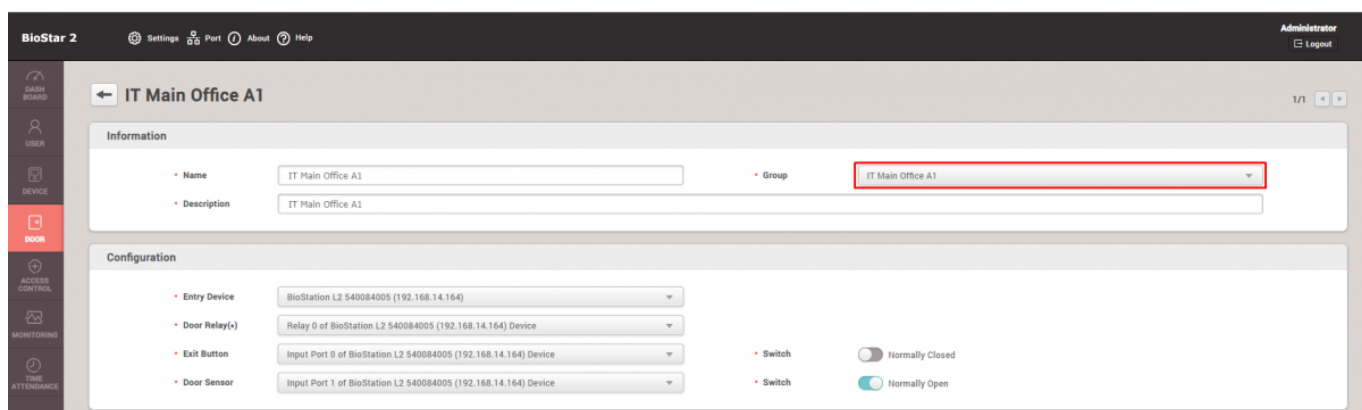 BioStar 2 Settings Port About Help Administrator
Logout
DASH
BOARD
IT Main Office A1 1/1
USER
Information
Name IT Main Office A1 Group IT Main Office A1
DEVICE
Description IT Main Office A1
DOOR
Configuration
ACCESS
CONTROL
Entry Device BioStation L2 540084005 (192.168.14.164)
Door Relay(*) Relay 0 of BioStation L2 540084005 (192.168.14.164) Device
MONITORING
Exit Button Input Port 0 of BioStation L2 540084005 (192.168.14.164) Device Switch Normally Closed
TIME
ATTENDANCE
Door Sensor Input Port 1 of BioStation L2 540084005 (192.168.14.164) Device Switch Normally Open